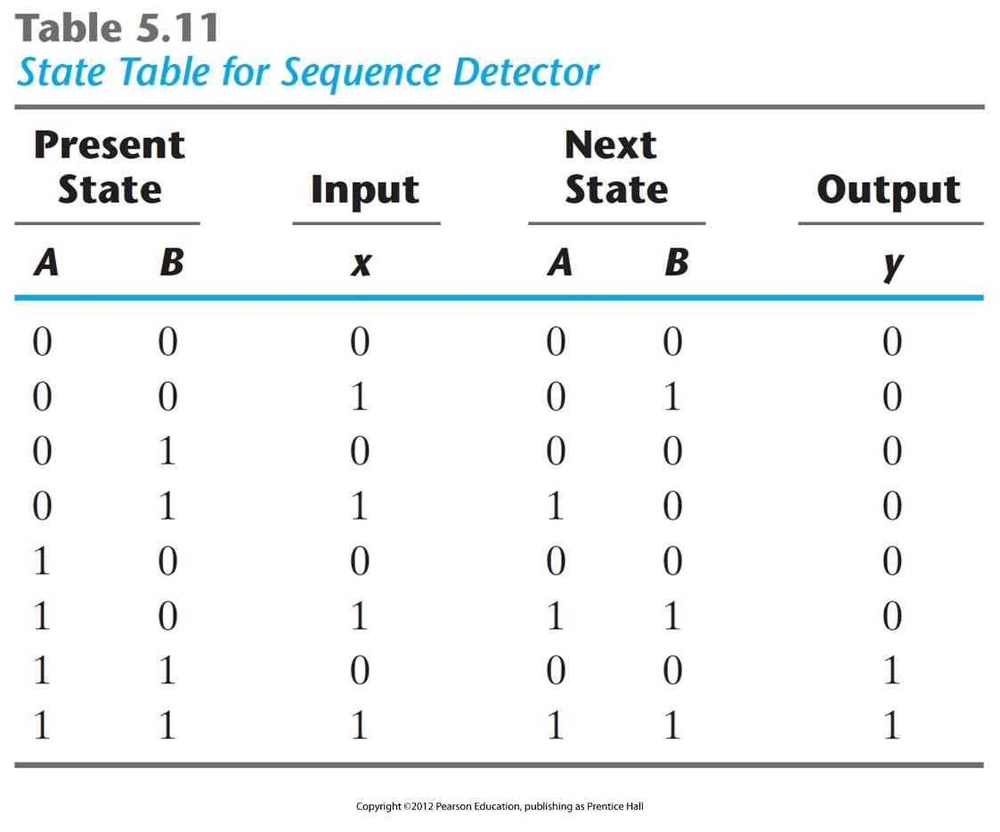 Table 5.11
State Table for Sequence Detector
Present State Input Next State Output
A B x A B y
0 0 0 0 0 0
0 0 1 0 1 0
0 1 0 0 0 0
0 1 1 1 0 0
1 0 0 0 0 0
1 0 1 1 1 0
1 1 0 0 0 1
1 1 1 1 1 1
Copyright ©2012 Pearson Education, publishing as Prentice Hall